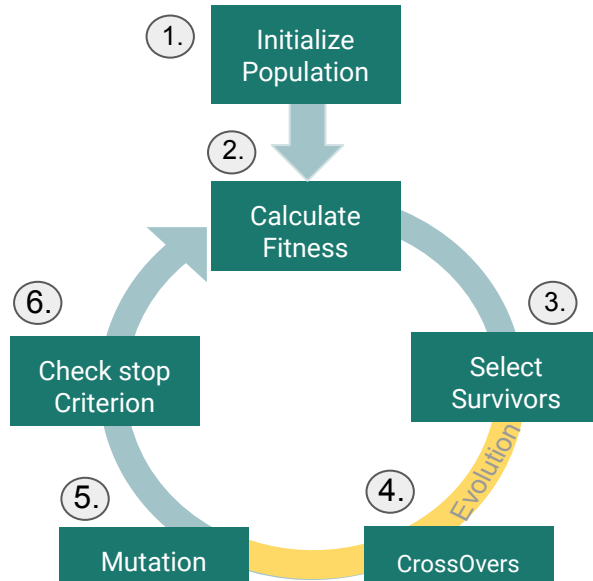 1.
Initialize
Population
2.
Calculate
Fitness
3.
Select
Survivors
Evolution
4.
CrossOvers
5.
Mutation
6.
Check stop
Criterion